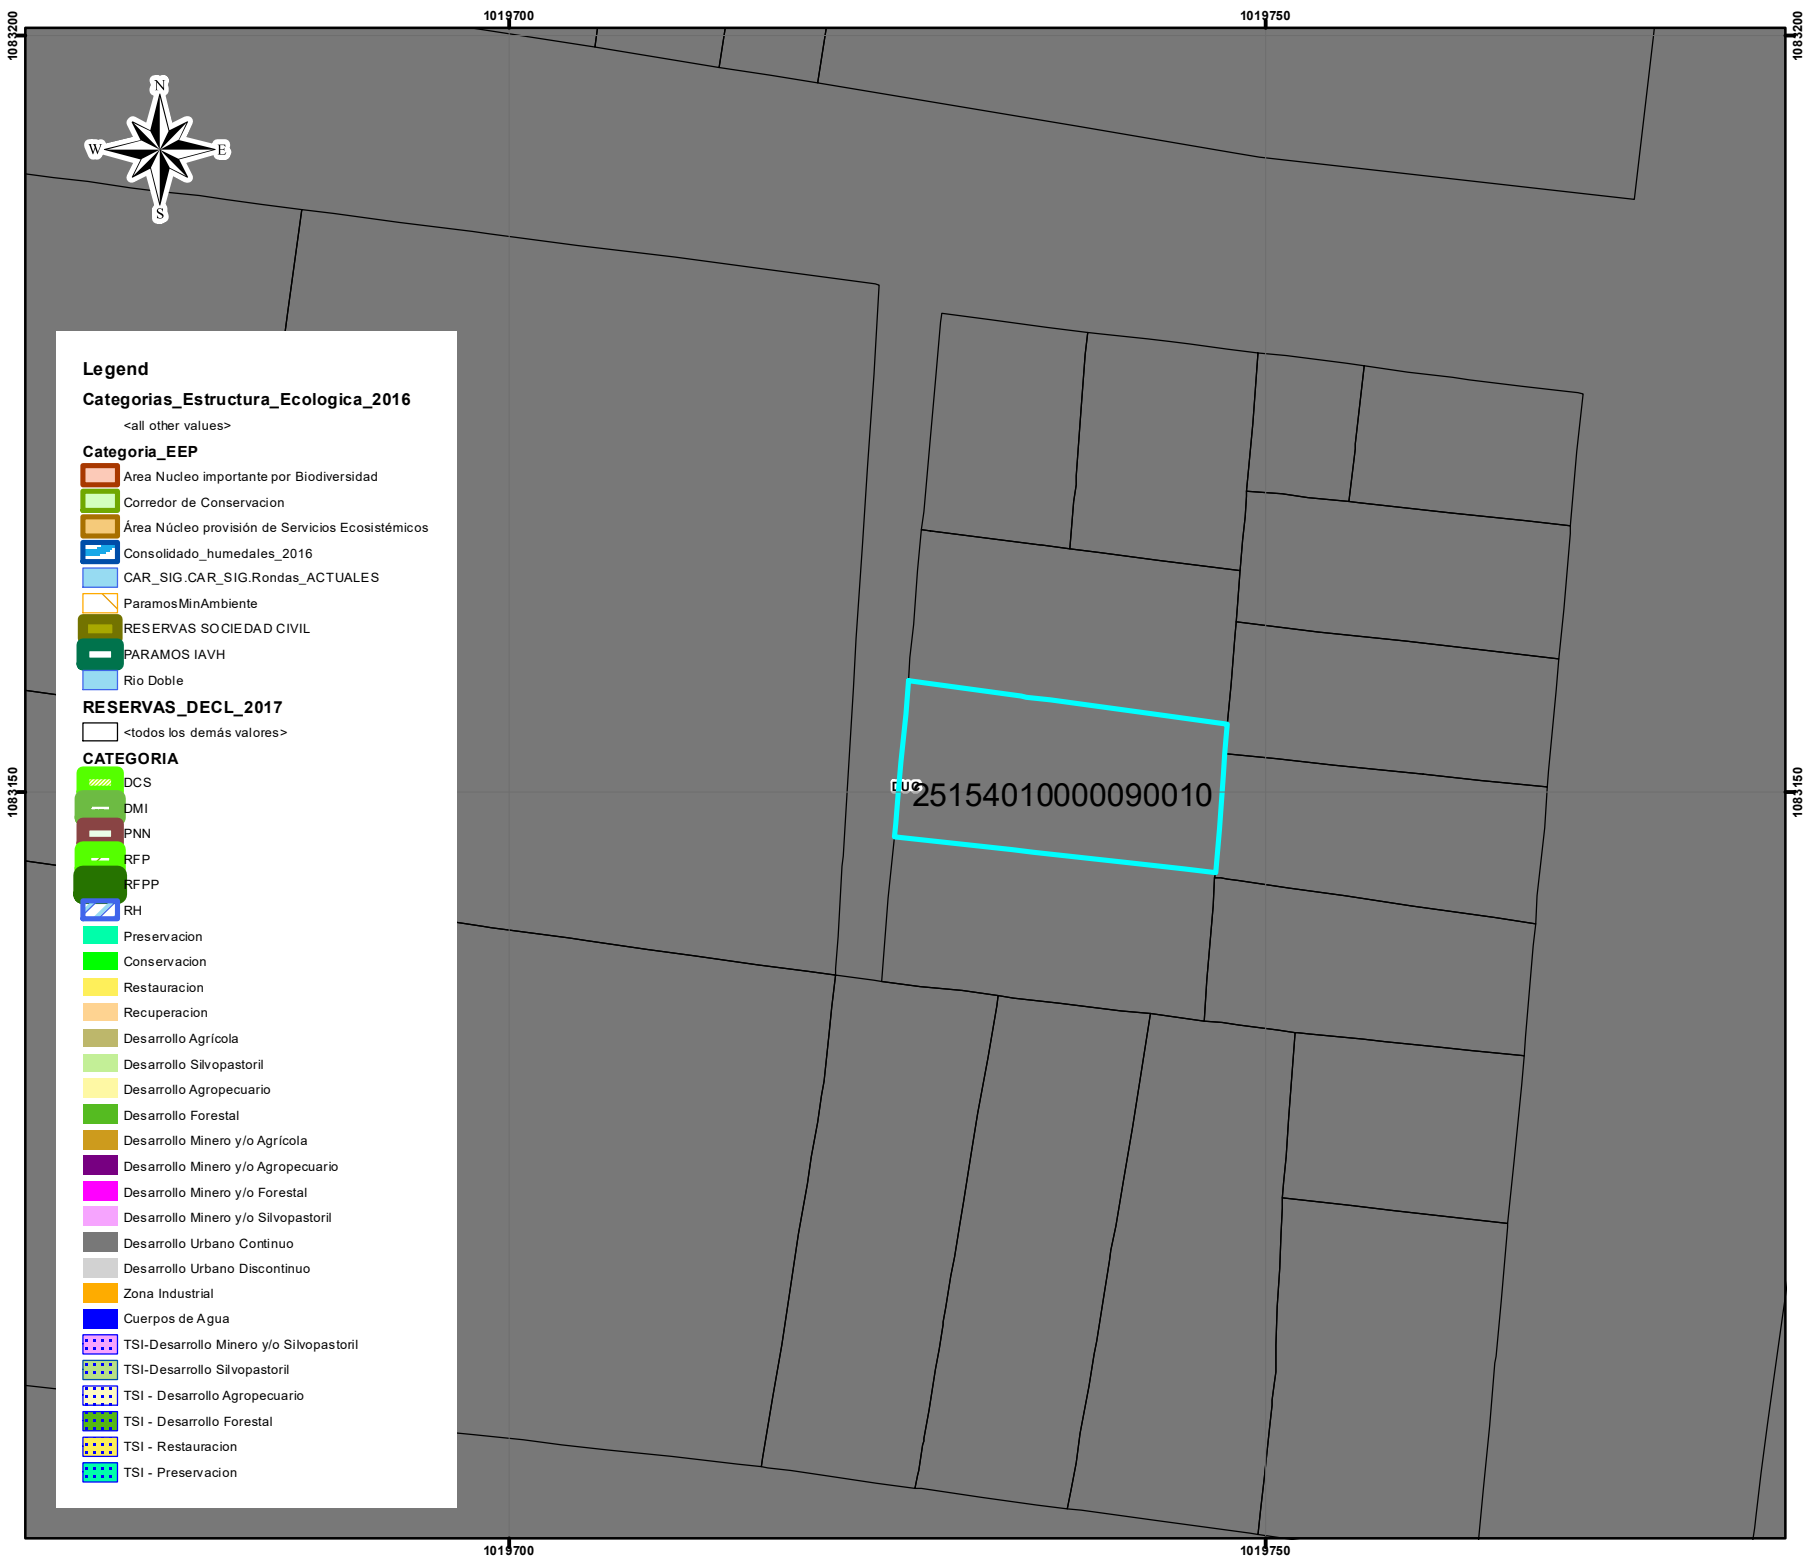 1019700
1019750
1083200
1083200
N
W
E
S
Legend
Categorias_Estructura_Ecologica_2016
<all other values>
Categoria_EEP
Area Nucleo importante por Biodiversidad
Corredor de Conservacion
Área Núcleo provisión de Servicios Ecosistémicos
Consolidado_humedales_2016
CAR_SIG.CAR_SIG.Rondas_ACTUALES
ParamosMinAmbiente
RESERVAS SOCIEDAD CIVIL
PARAMOS IAVH
Rio Doble
RESERVAS_DECL_2017
<todos los demás valores>
CATEGORIA
DCS
DMI
PNN
RFP
RFPP
RH
Preservacion
Conservacion
Restauracion
Recuperacion
Desarrollo Agrícola
Desarrollo Silvopastoril
Desarrollo Agropecuario
Desarrollo Forestal
Desarrollo Minero y/o Agrícola
Desarrollo Minero y/o Agropecuario
Desarrollo Minero y/o Forestal
Desarrollo Minero y/o Silvopastoril
Desarrollo Urbano Continuo
Desarrollo Urbano Discontinuo
Zona Industrial
Cuerpos de Agua
TSI-Desarrollo Minero y/o Silvopastoril
TSI-Desarrollo Silvopastoril
TSI - Desarrollo Agropecuario
TSI - Desarrollo Forestal
TSI - Restauracion
TSI - Preservacion
DUC
25154010000090010
1083150
1083150
1019700
1019750